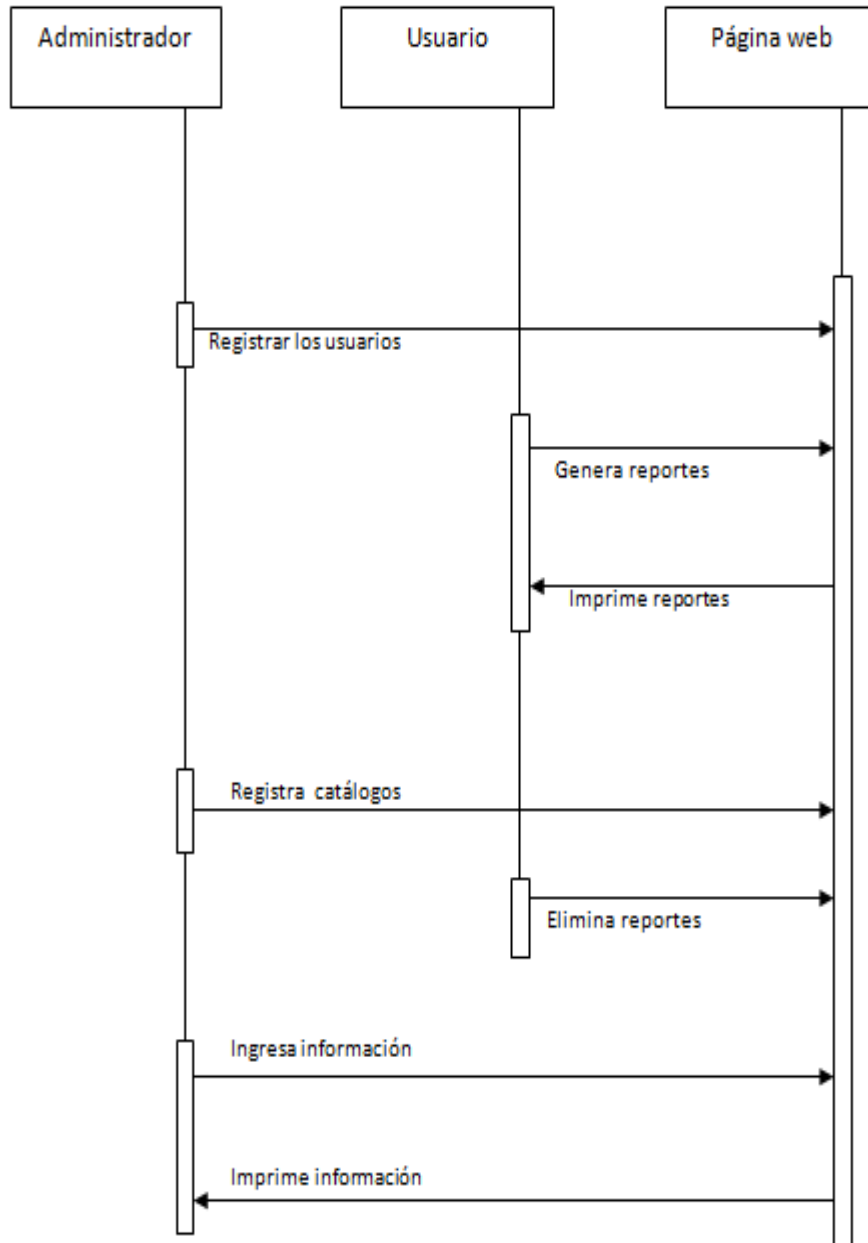 Administrador
Usuario
Página web
Registrar los usuarios
Genera reportes
Imprime reportes
Registra catálogos
Elimina reportes
Ingresa información
Imprime información